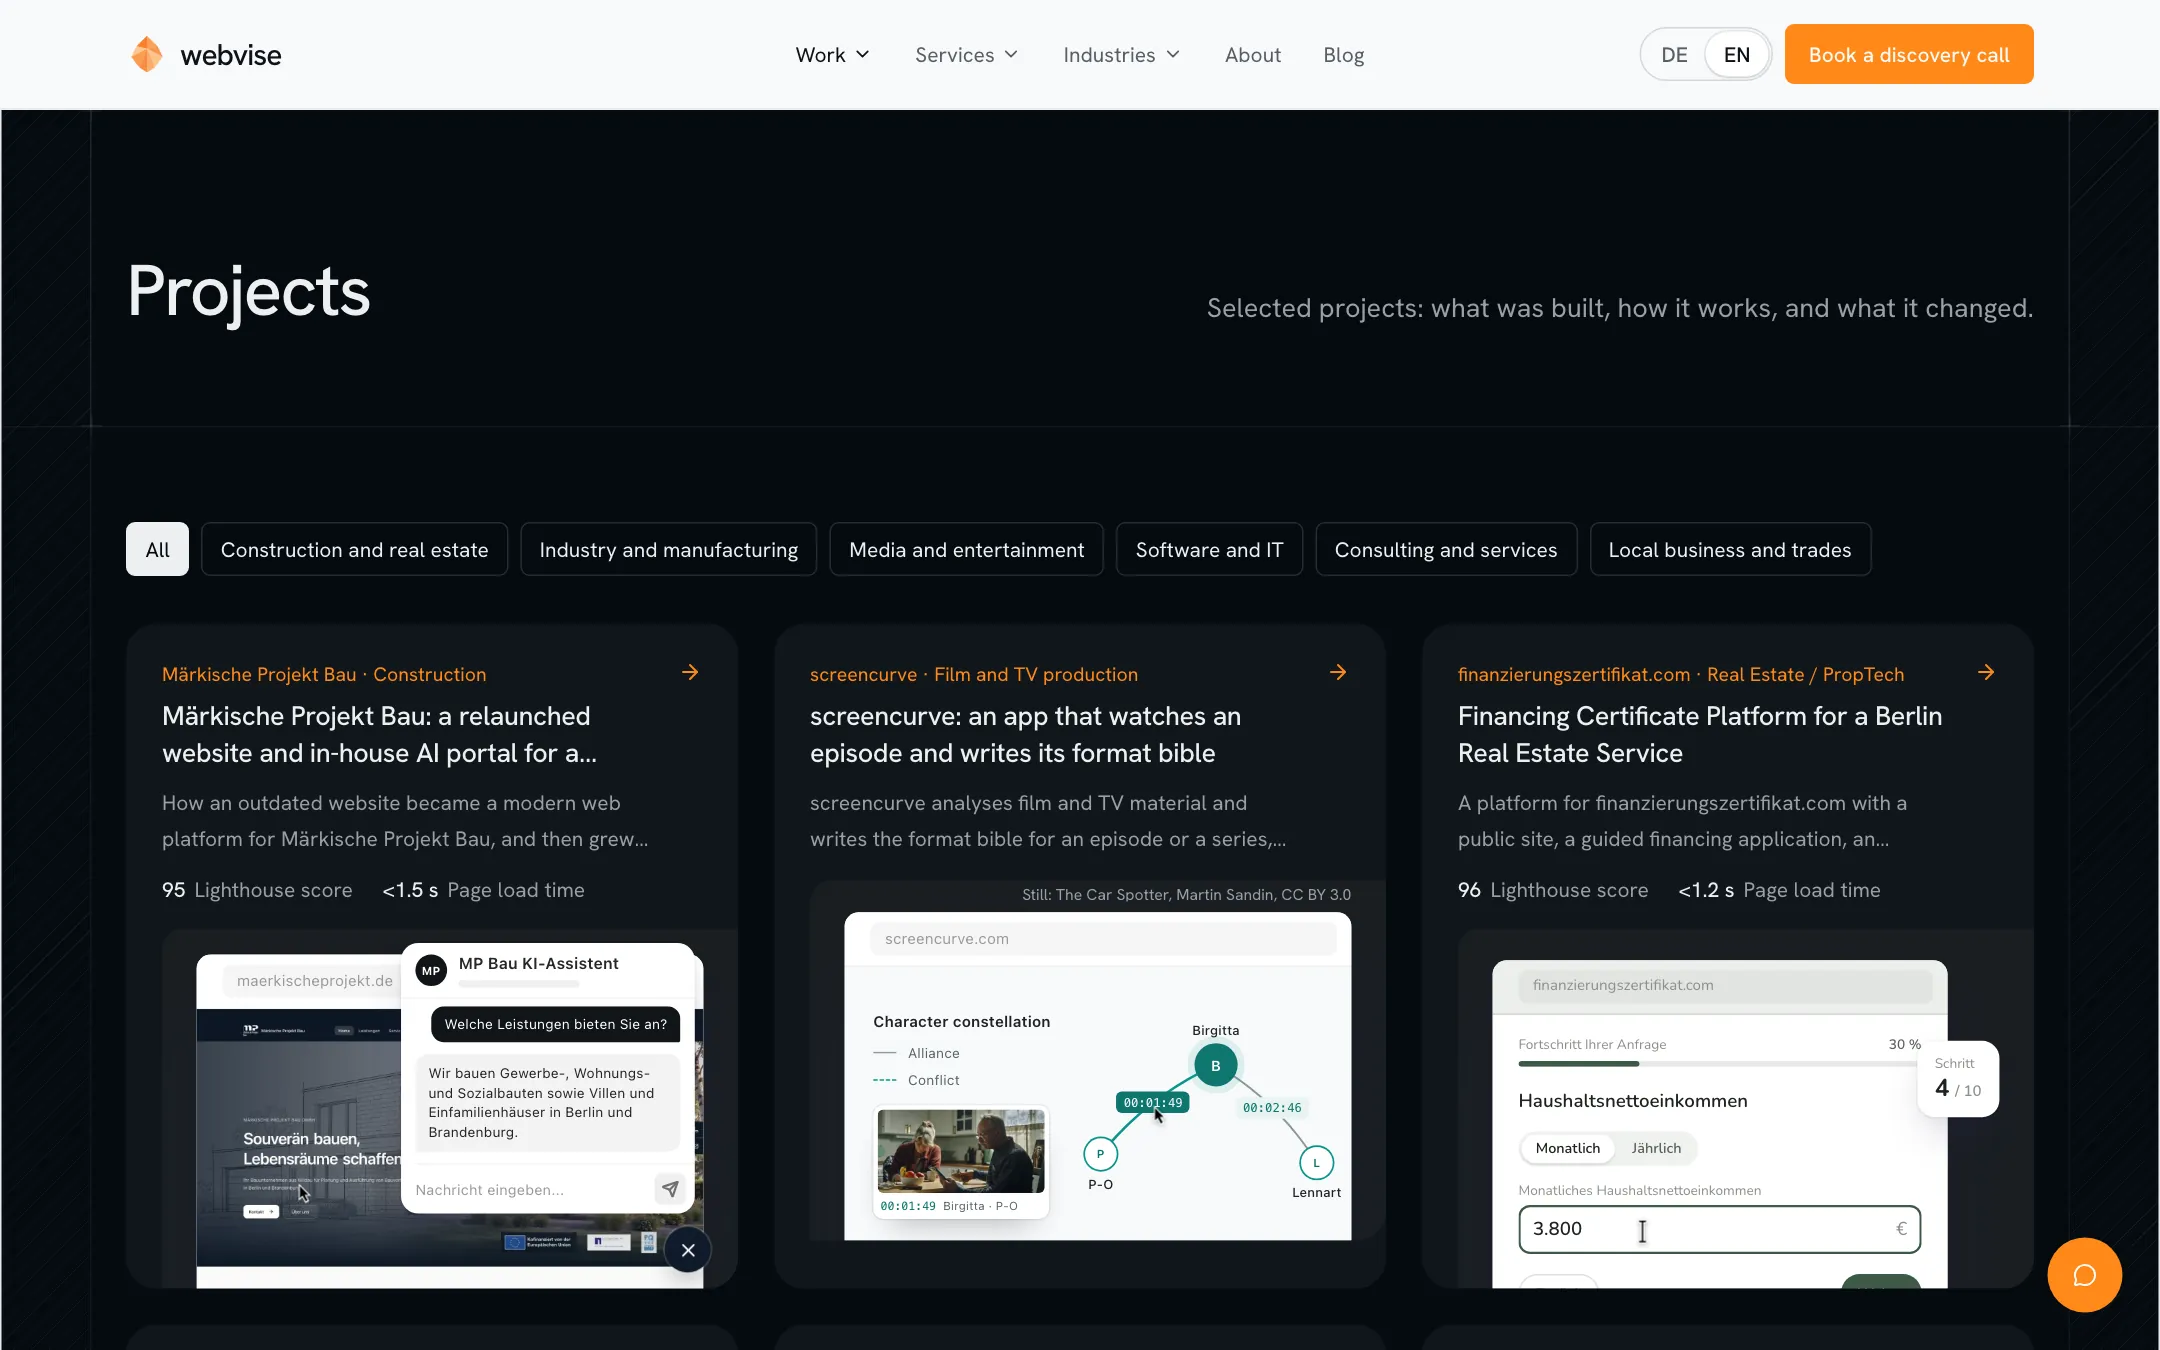 webvise
Work
Services
Industries
About
Blog
DE
EN
Book a discovery call
Projects
Selected projects: what was built, how it works, and what it changed.
All
Construction and real estate
Industry and manufacturing
Media and entertainment
Software and IT
Consulting and services
Local business and trades
Märkische Projekt Bau · Construction
Märkische Projekt Bau: a relaunched
website and in-house AI portal for a...
How an outdated website became a modern web
platform for Märkische Projekt Bau, and then grew...
95 Lighthouse score <1.5 s Page load time
maerkischeprojekt.de
MP
MP Bau KI-Assistent
Welche Leistungen bieten Sie an?
Wir bauen Gewerbe-, Wohnungs-
und Sozialbauten sowie Villen und
Einfamilienhäuser in Berlin und
Brandenburg.
Nachricht eingeben...
Souverän bauen,
Lebensräume schaffen
screencurve · Film and TV production
screencurve: an app that watches an
episode and writes its format bible
screencurve analyses film and TV material and
writes the format bible for an episode or a series,...
Still: The Car Spotter, Martin Sandin, CC BY 3.0
screencurve.com
Character constellation
Alliance
Conflict
Birgitta
B
00:01:49
00:02:46
P
P-O
L
Lennart
00:01:49 Birgitta · P-O
finanzierungszertifikat.com · Real Estate / PropTech
Financing Certificate Platform for a Berlin
Real Estate Service
A platform for finanzierungszertifikat.com with a
public site, a guided financing application, an...
96 Lighthouse score <1.2 s Page load time
finanzierungszertifikat.com
Fortschritt Ihrer Anfrage 30 %
Schritt
4 / 10
Haushaltsnettoeinkommen
Monatlich Jährlich
Monatliches Haushaltsnettoeinkommen
3.800 €